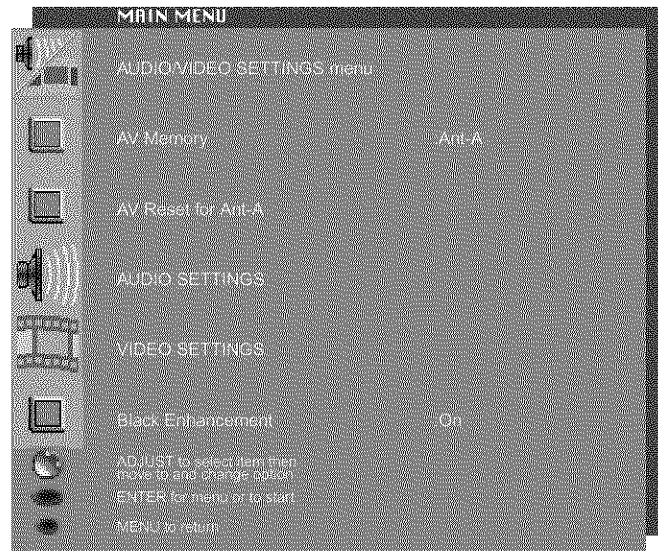 MAIN MENU
AUDIO/VIDEO SETTINGS menu
AV Memory Ant-A
AV Reset for Ant-A
AUDIO SETTINGS
VIDEO SETTINGS
Black Enhancement On
ADJUST to select item then
move to and change option
ENTER for menu or to start
MENU to return